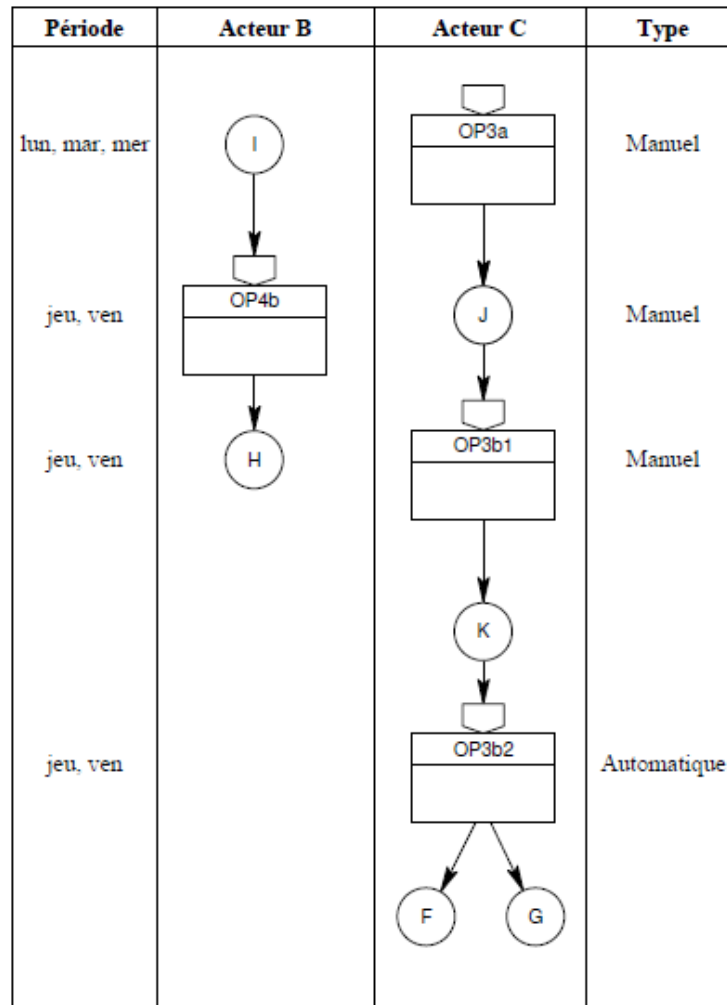 Période Acteur B Acteur C Type
OP3a
lun, mar, mer I Manuel
OP4b
jeu, ven J Manuel
OP3b1
jeu, ven H Manuel
K
OP3b2
jeu, ven Automatique
F G